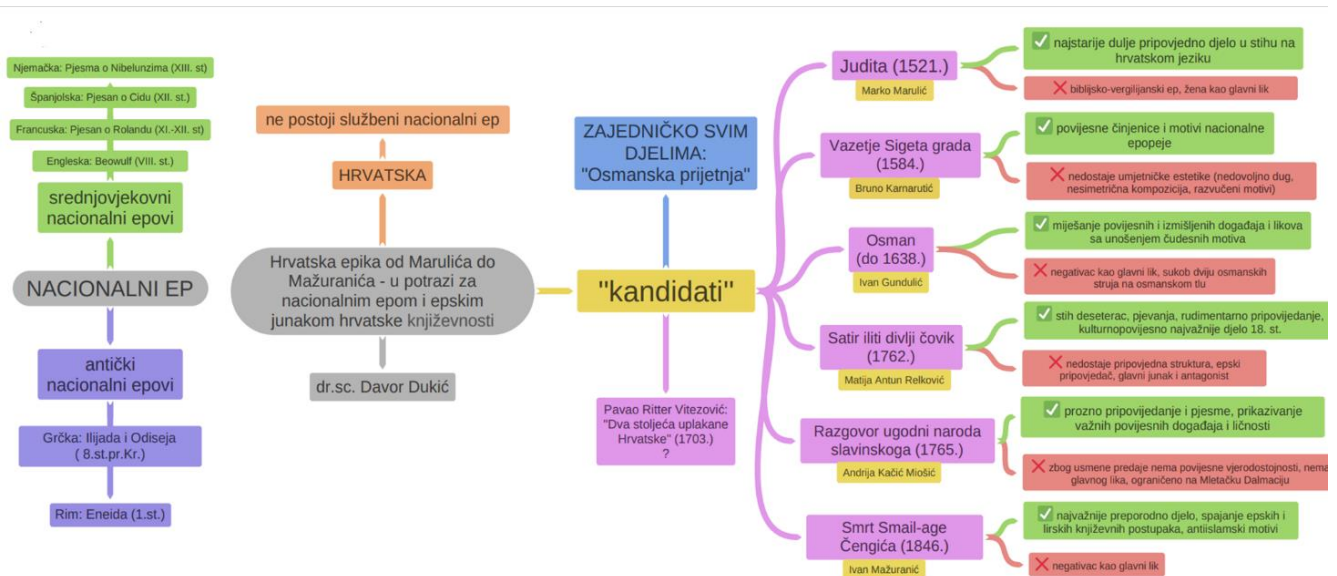 Njemačka: Pjesma o Nibelunzima (XIII. st)
Španjolska: Pjesan o Cidu (XII. st.)
Francuska: Pjesan o Rolandu (XI.-XII. st)
Engleska: Beowulf (VIII. st.)
srednjovjekovni
nacionalni epovi
NACIONALNI EP
antički
nacionalni epovi
Grčka: Ilijada i Odiseja
( 8.st.pr.Kr.)
Rim: Eneida (1.st.)
ne postoji službeni nacionalni ep
HRVATSKA
Hrvatska epika od Marulića do
Mažuranića - u potrazi za
nacionalnim epom i epskim
junakom hrvatske književnosti
dr.sc. Davor Dukić
ZAJEDNIČKO SVIM
DJELIMA:
"Osmanska prijetnja"
"kandidati"
Pavao Ritter Vitezović:
"Dva stoljeća uplakane
Hrvatske" (1703.)
?
Judita (1521.)
Marko Marulić
✅ najstarije dulje pripovjedno djelo u stihu na
hrvatskom jeziku
❌ biblijsko-vergilijanski ep, žena kao glavni lik
Vazetje Sigeta grada
(1584.)
Bruno Karnarutić
✅ povijesne činjenice i motivi nacionalne
epopeje
❌ nedostaje umjetničke estetike (nedovoljno dug,
nesimetrična kompozicija, razvučeni motivi)
Osman
(do 1638.)
Ivan Gundulić
✅ miješanje povijesnih i izmišljenih događaja i likova
sa unošenjem čudesnih motiva
❌ negativac kao glavni lik, sukob dviju osmanskih
struja na osmanskom tlu
Satir iliti divlji čovik
(1762.)
Matija Antun Relković
✅ stih deseterac, pjevanja, rudimentarno pripovijedanje,
kulturnopovijesno najvažnije djelo 18. st.
❌ nedostaje pripovjedna struktura, epski
pripovjedač, glavni junak i antagonist
Razgovor ugodni naroda
slavinskoga (1765.)
Andrija Kačić Miošić
✅ prozno pripovijedanje i pjesme, prikazivanje
važnih povijesnih događaja i ličnosti
❌ zbog usmene predaje nema povijesne vjerodostojnosti, nema
glavnog lika, ograničeno na Mletačku Dalmaciju
Smrt Smail-age
Čengića (1846.)
Ivan Mažuranić
✅ najvažnije preporodno djelo, spajanje epskih i
lirskih književnih postupaka, antiislamski motivi
❌ negativac kao glavni lik